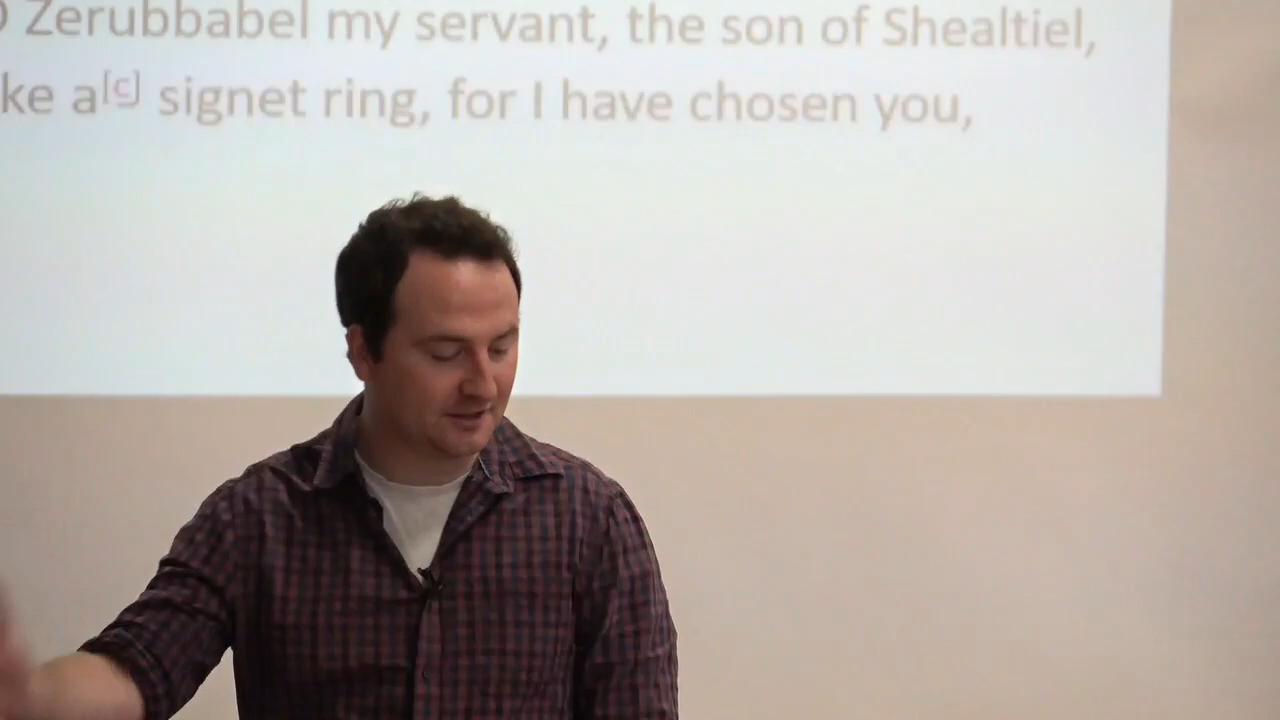 Zerubbabel my servant, the son of Shealtiel,
ke a[c] signet ring, for I have chosen you,